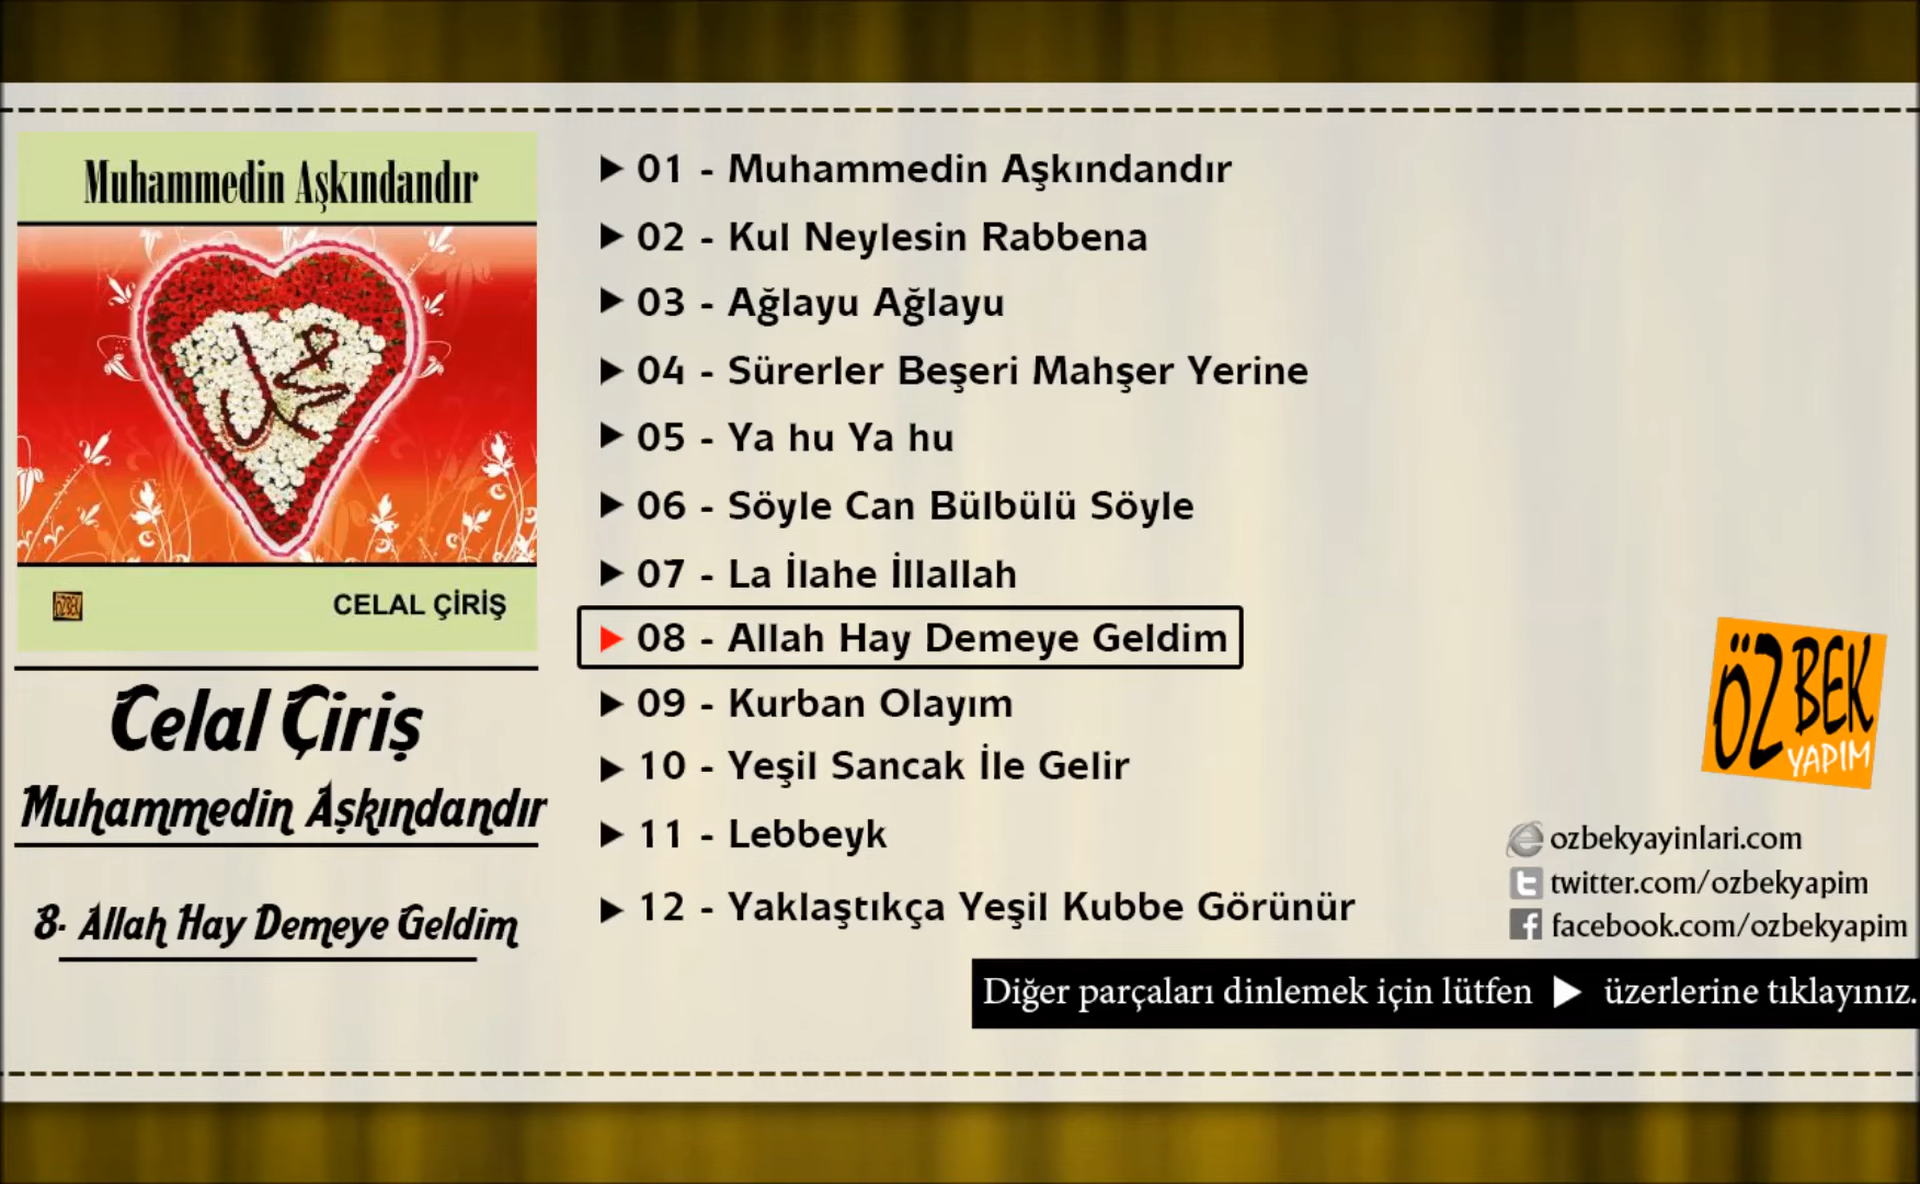 Muhammedin Aşkındandır
محمد
ÖZBEK
CELAL ÇİRİŞ
Celal Çiriş
Muhammedin Aşkındandır
8. Allah Hay Demeye Geldim
01 - Muhammedin Aşkındandır
02 - Kul Neylesin Rabbena
03 - Ağlayu Ağlayu
04 - Sürerler Beşeri Mahşer Yerine
05 - Ya hu Ya hu
06 - Söyle Can Bülbülü Söyle
07 - La İlahe İllallah
08 - Allah Hay Demeye Geldim
09 - Kurban Olayım
10 - Yeşil Sancak İle Gelir
11 - Lebbeyk
12 - Yaklaştıkça Yeşil Kubbe Görünür
ÖZBEK
YAPIM
ozbekyayinlari.com
twitter.com/ozbekyapim
facebook.com/ozbekyapim
Diğer parçaları dinlemek için lütfen ▶ üzerlerine tıklayınız.